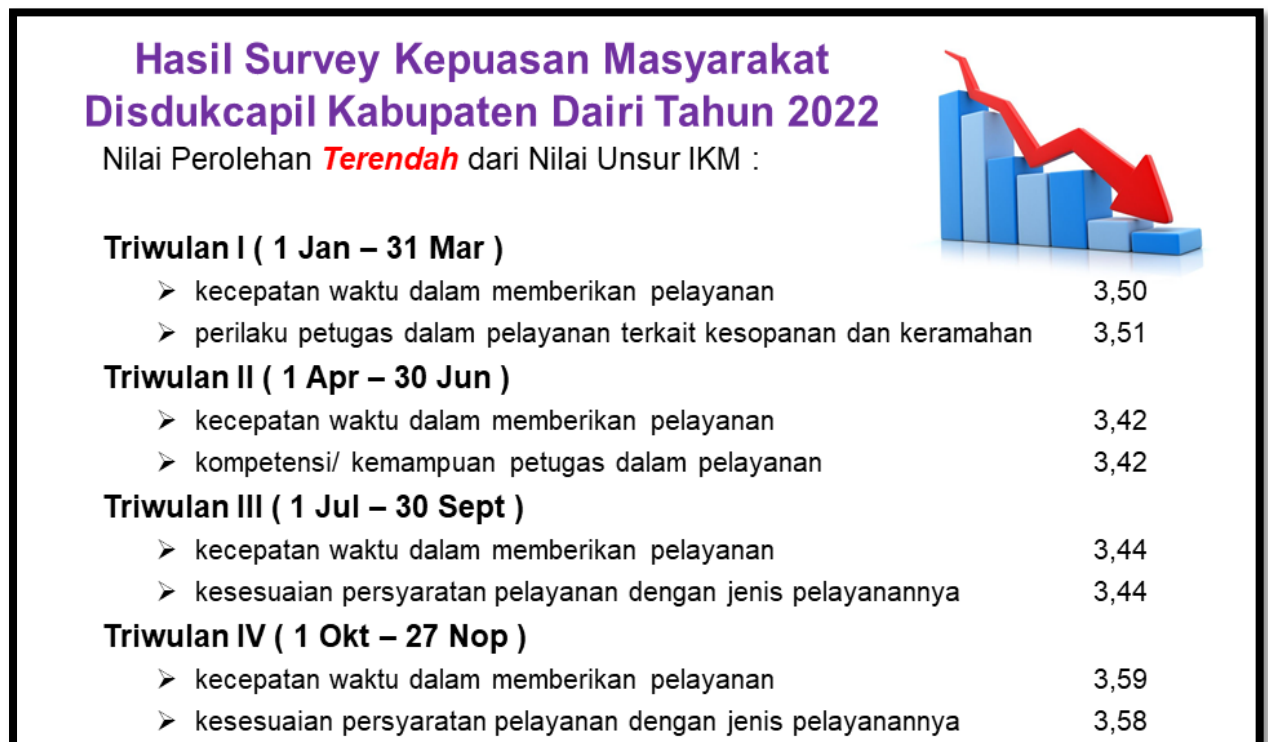 Hasil Survey Kepuasan Masyarakat
Disdukcapil Kabupaten Dairi Tahun 2022
Nilai Perolehan Terendah dari Nilai Unsur IKM :
Triwulan I ( 1 Jan – 31 Mar )
➢ kecepatan waktu dalam memberikan pelayanan 3,50
➢ perilaku petugas dalam pelayanan terkait kesopanan dan keramahan 3,51
Triwulan II ( 1 Apr – 30 Jun )
➢ kecepatan waktu dalam memberikan pelayanan 3,42
➢ kompetensi/ kemampuan petugas dalam pelayanan 3,42
Triwulan III ( 1 Jul – 30 Sept )
➢ kecepatan waktu dalam memberikan pelayanan 3,44
➢ kesesuaian persyaratan pelayanan dengan jenis pelayanannya 3,44
Triwulan IV ( 1 Okt – 27 Nop )
➢ kecepatan waktu dalam memberikan pelayanan 3,59
➢ kesesuaian persyaratan pelayanan dengan jenis pelayanannya 3,58